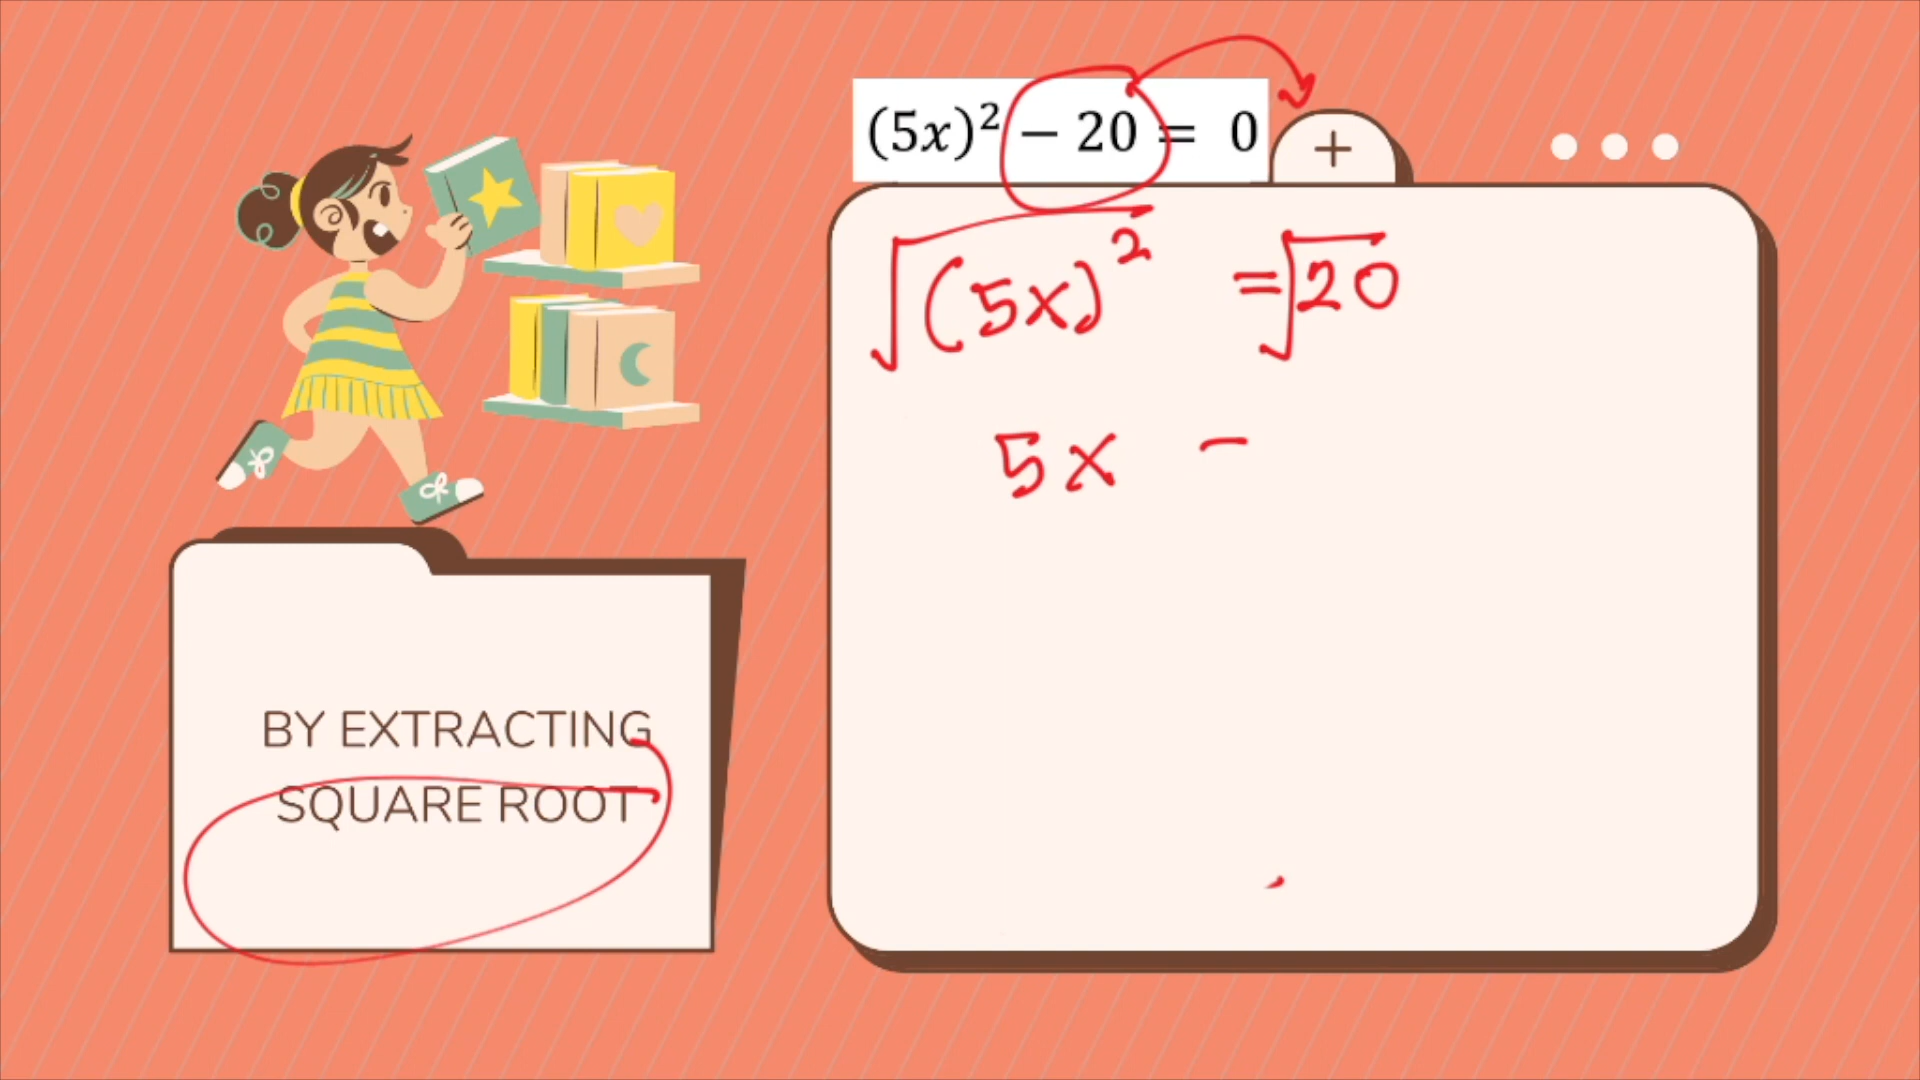 (5x)² − 20 = 0
+
√(5x)² = √20
5x −
BY EXTRACTING
SQUARE ROOT